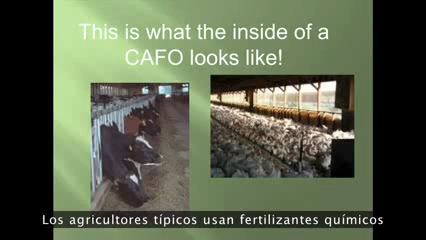 This is what the inside of a
CAFO looks like!
Los agricultores típicos usan fertilizantes químicos